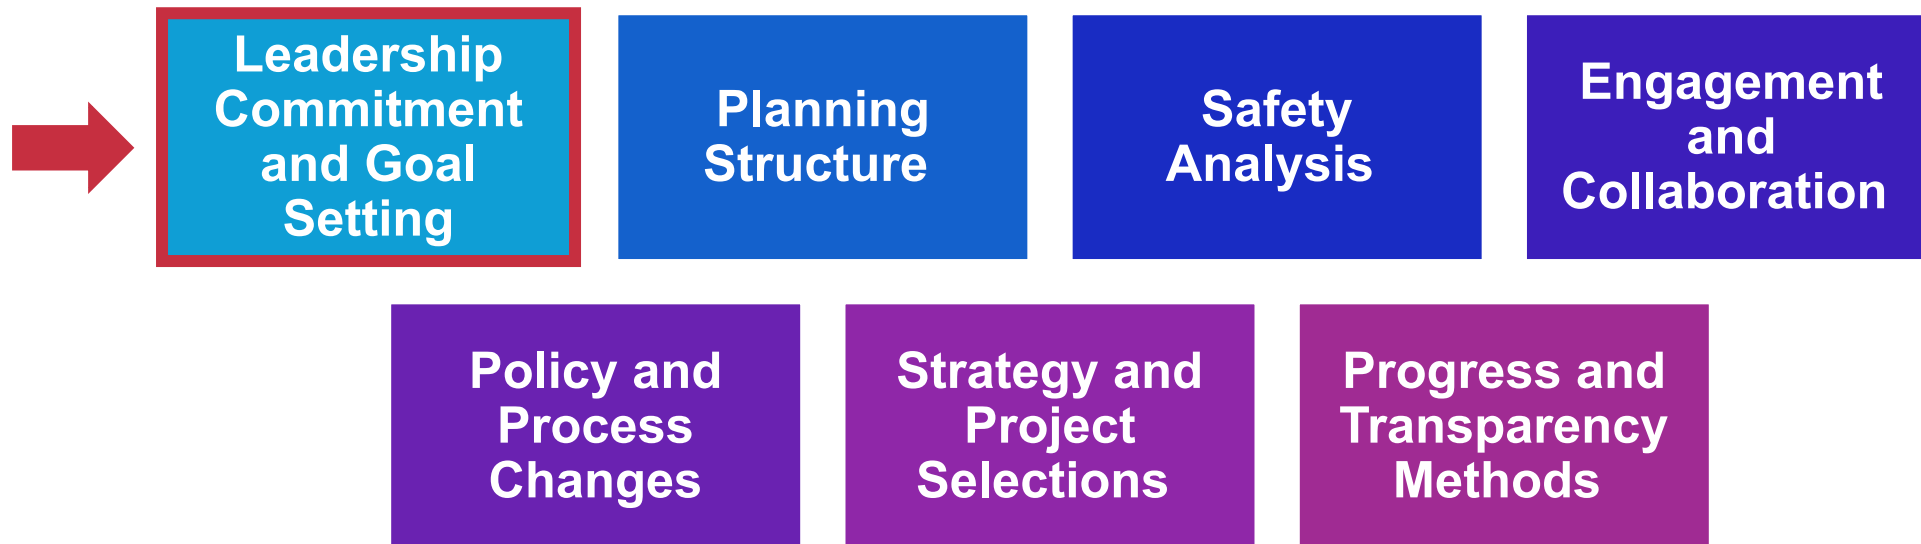 Leadership
Commitment
and Goal
Setting
Planning
Structure
Safety
Analysis
Engagement
and
Collaboration
Policy and
Process
Changes
Strategy and
Project
Selections
Progress and
Transparency
Methods